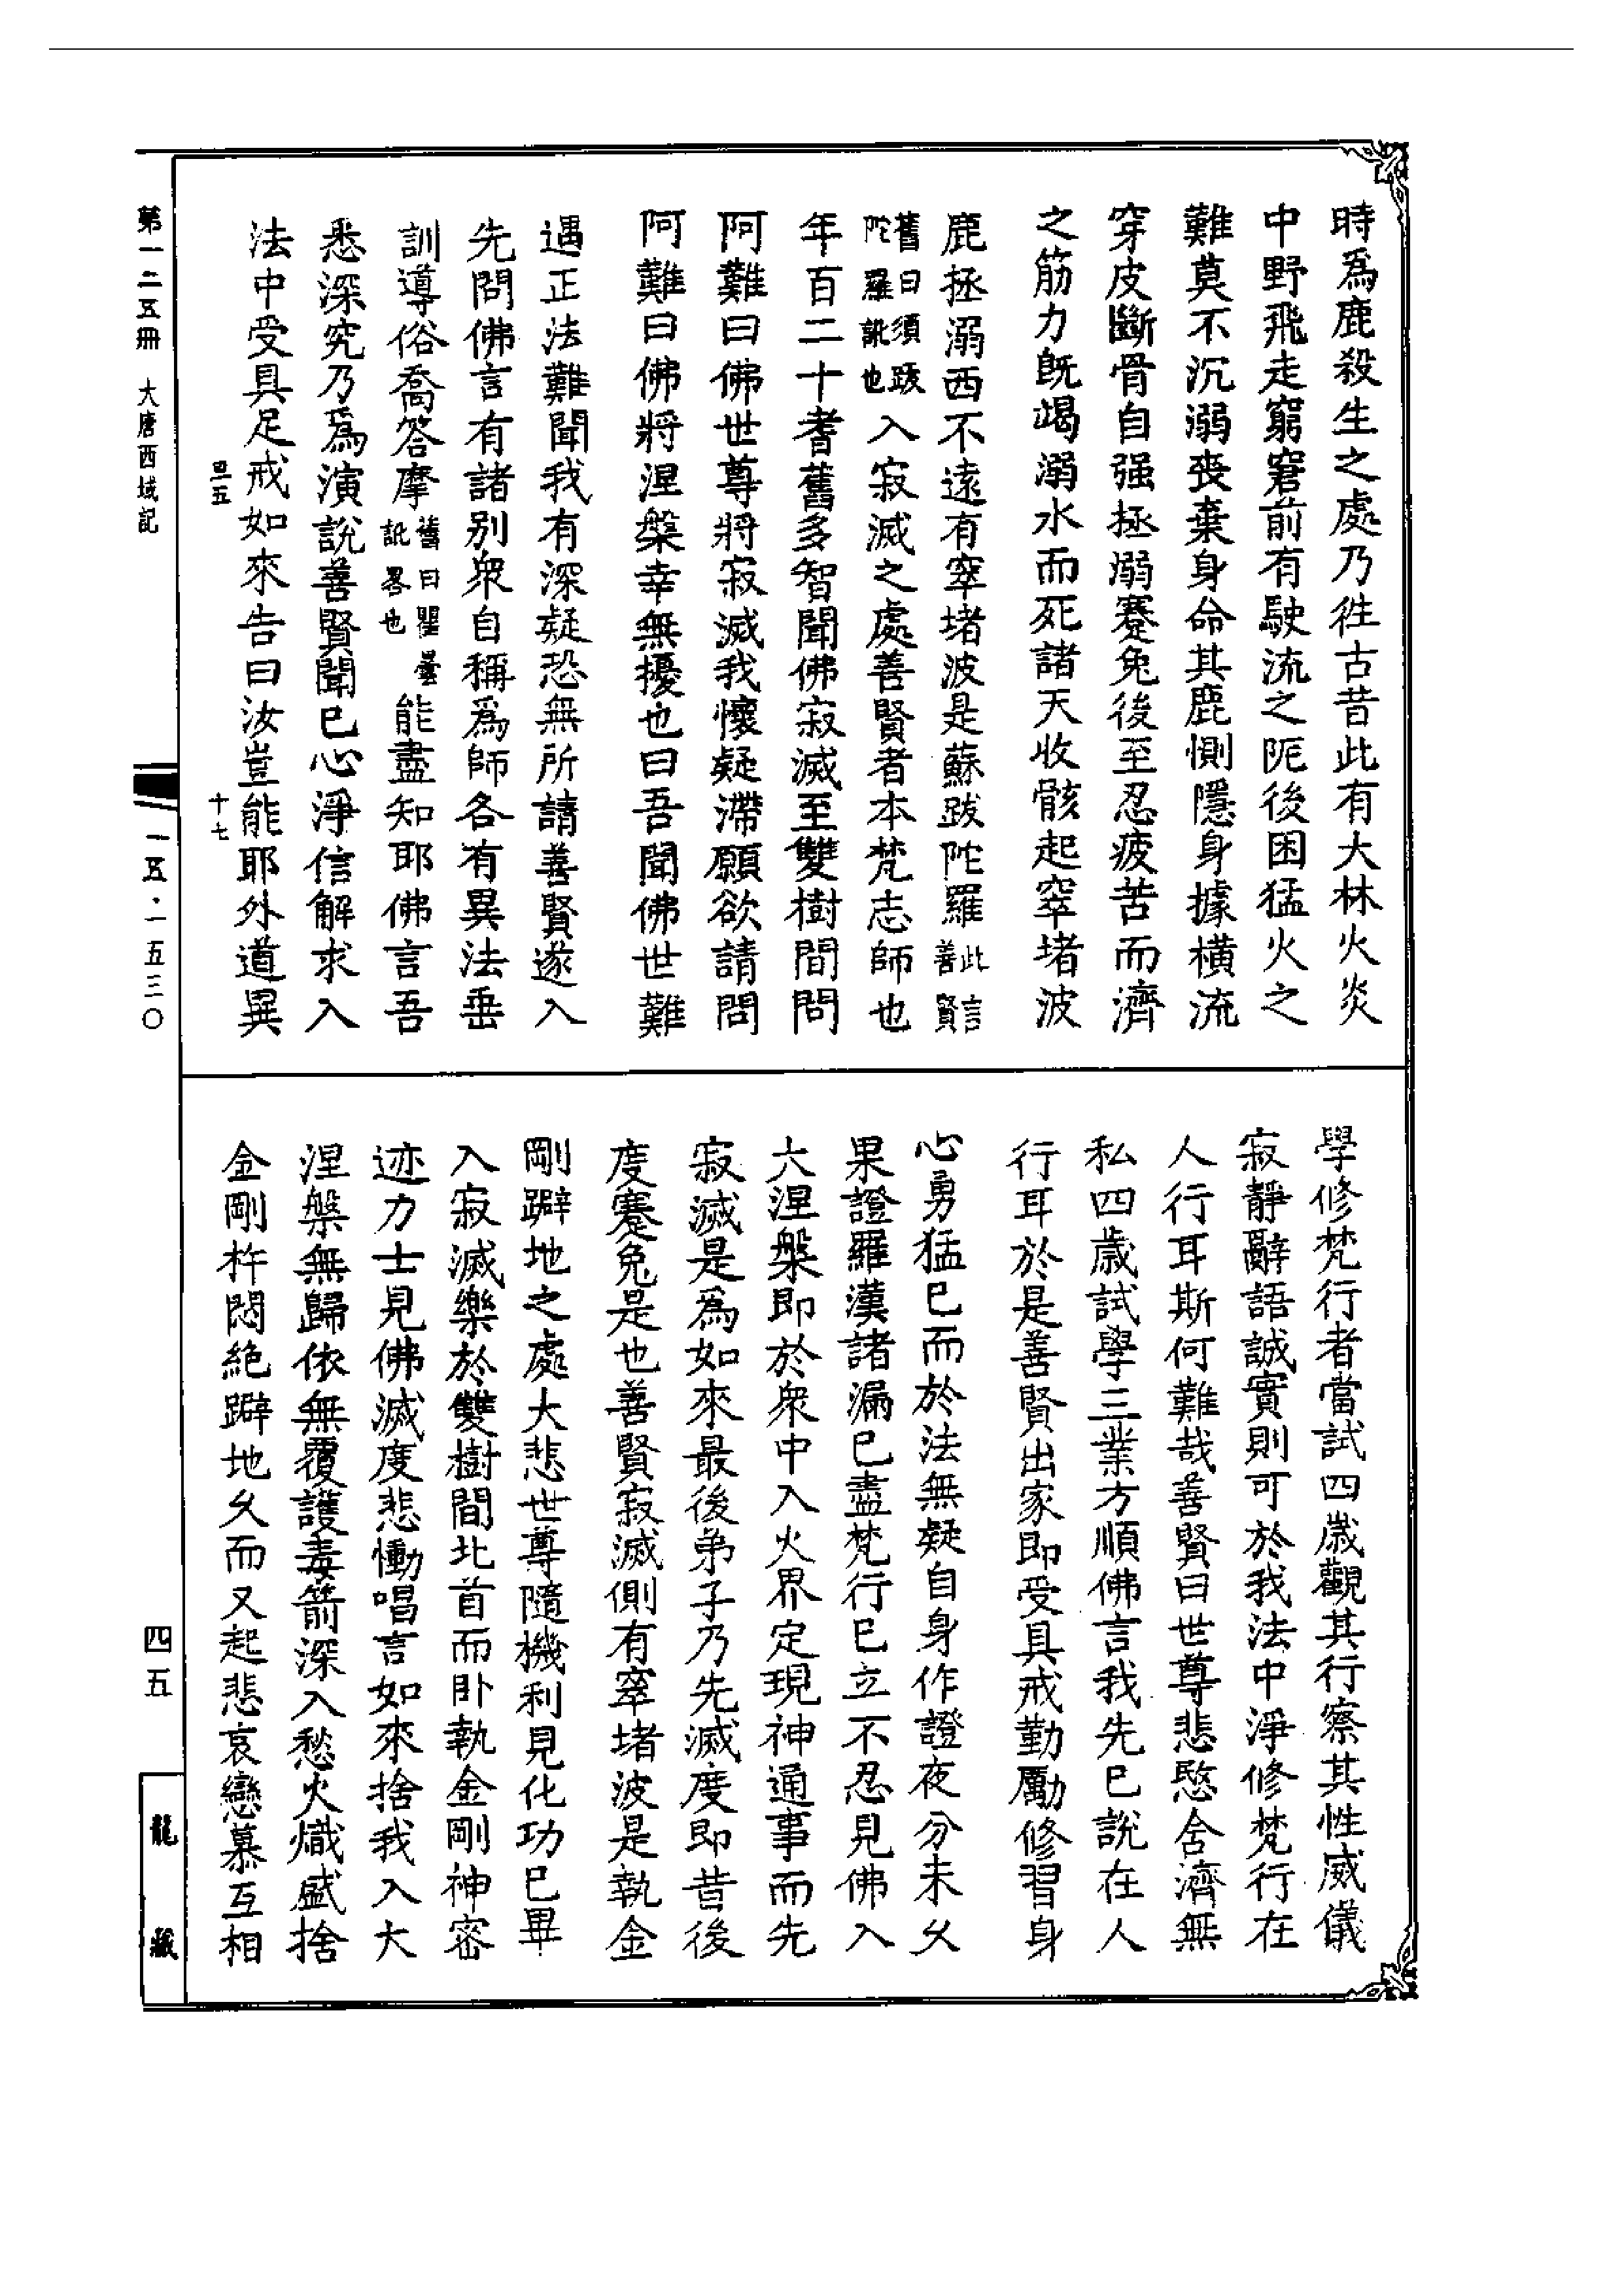 時為鹿殺生之處乃徃古昔此有大林火炎
中野飛走窮窘前有駛流之阨後困猛火之
難莫不沉溺喪棄身命其鹿惻隱身據橫流
穿皮斷骨自强拯溺蹇兔後至忍疲苦而濟
之筋力旣竭溺水而死諸天收骸起窣堵波
鹿拯溺西不遠有窣堵波是蘇跋陀羅此言善賢
舊曰須跋陀羅訛也入寂滅之處善賢者本梵志師也
年百二十耆舊多智聞佛寂滅至雙樹間問
阿難曰佛世尊將寂滅我懷疑滯願欲請問
阿難曰佛將涅槃幸無擾也曰吾聞佛世難
遇正法難聞我有深疑恐無所請善賢遂入
先問佛言有諸別衆自稱為師各有異法垂
訓導俗喬答摩舊曰瞿曇訛畧也能盡知耶佛言吾
悉深究乃為演說善賢聞已心淨信解求入
法中受具足戒如來告曰汝豈能耶外道異
學修梵行者當試四歲觀其行察其性威儀
寂靜辭語誠實則可於我法中淨修梵行在
人行耳斯何難哉善賢曰世尊悲愍含濟無
私四歲試學三業方順佛言我先已說在人
行耳於是善賢出家即受具戒勤勵修習身
心勇猛已而於法無疑自身作證夜分未久
果證羅漢諸漏已盡梵行已立不忍見佛入
大涅槃即於衆中入火界定現神通事而先
寂滅是為如來最後弟子乃先滅度即昔後
度蹇兔是也善賢寂滅側有窣堵波是執金
剛躃地之處大悲世尊隨機利見化功已畢
入寂滅樂於雙樹間北首而卧執金剛神密
迹力士見佛滅度悲慟唱言如來捨我入大
涅槃無歸依無覆護毒箭深入愁火熾盛捨
金剛杵悶絕躃地久而又起悲哀戀慕互相
第一二五冊 大唐西域記
一五·一五三〇
四五
龍藏
五
十七